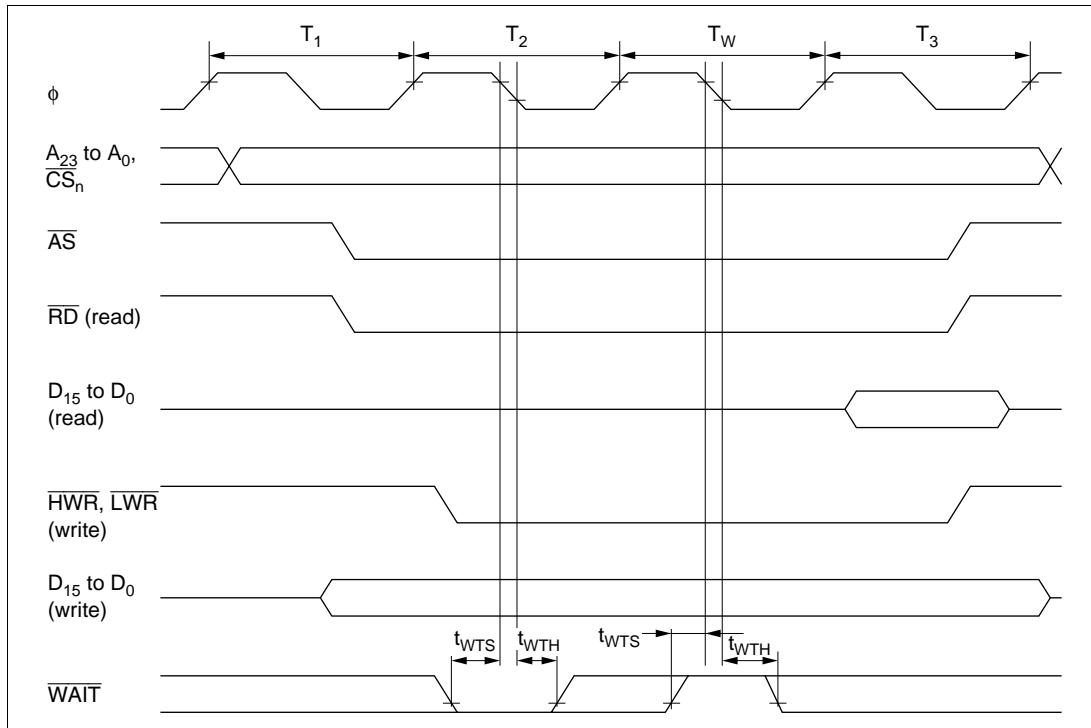 T1 T2 TW T3
ϕ
A23 to A0,
CSn
AS
RD (read)
D15 to D0
(read)
HWR, LWR
(write)
D15 to D0
(write)
tWTS tWTH tWTS tWTH
WAIT